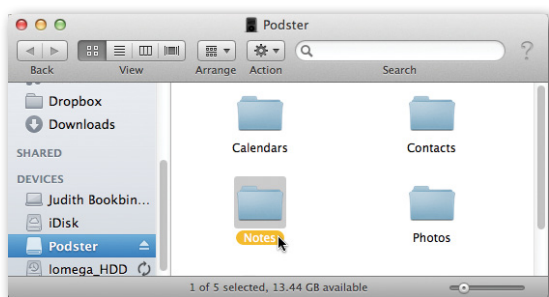 Podster
Back View Arrange Action Search
Dropbox
Downloads
SHARED
DEVICES
Judith Bookbin...
iDisk
Podster
Iomega_HDD
Calendars Contacts
Notes Photos
1 of 5 selected, 13.44 GB available